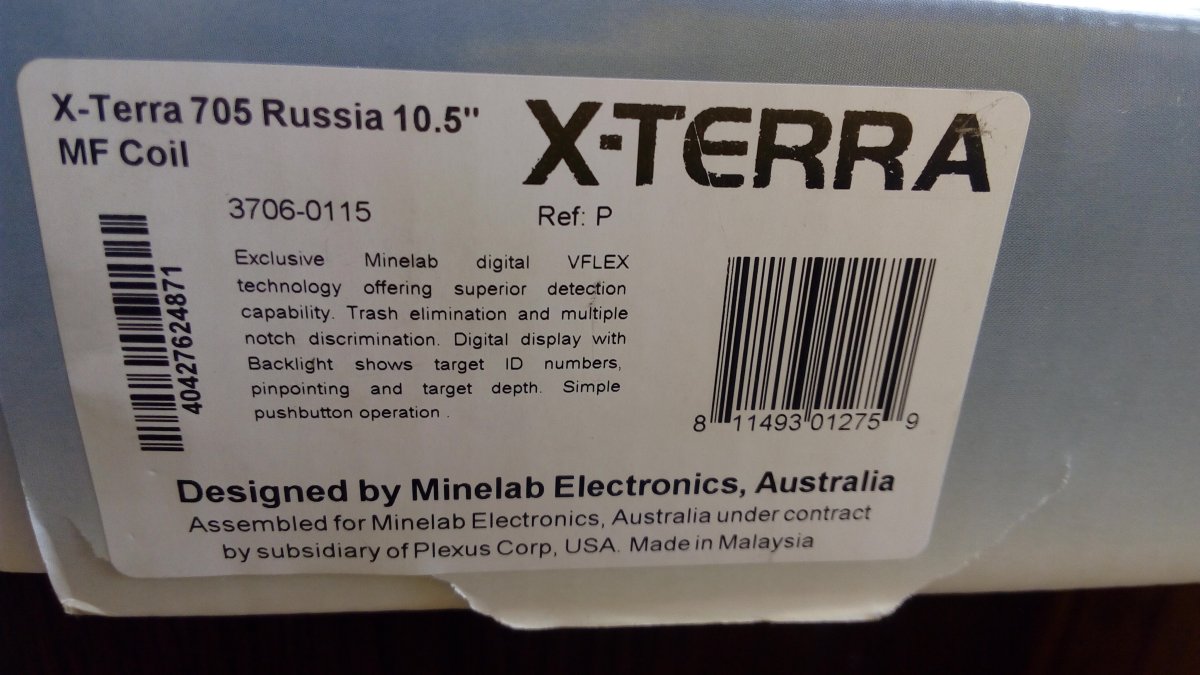 X-Terra 705 Russia 10.5"
MF Coil
X-TERRA
3706-0115
Ref: P
40427624871
Exclusive Minelab digital VFLEX
technology offering superior detection
capability. Trash elimination and multiple
notch discrimination. Digital display with
Backlight shows target ID numbers,
pinpointing and target depth. Simple
pushbutton operation .
8 11493 01275 9
Designed by Minelab Electronics, Australia
Assembled for Minelab Electronics, Australia under contract
by subsidiary of Plexus Corp, USA. Made in Malaysia